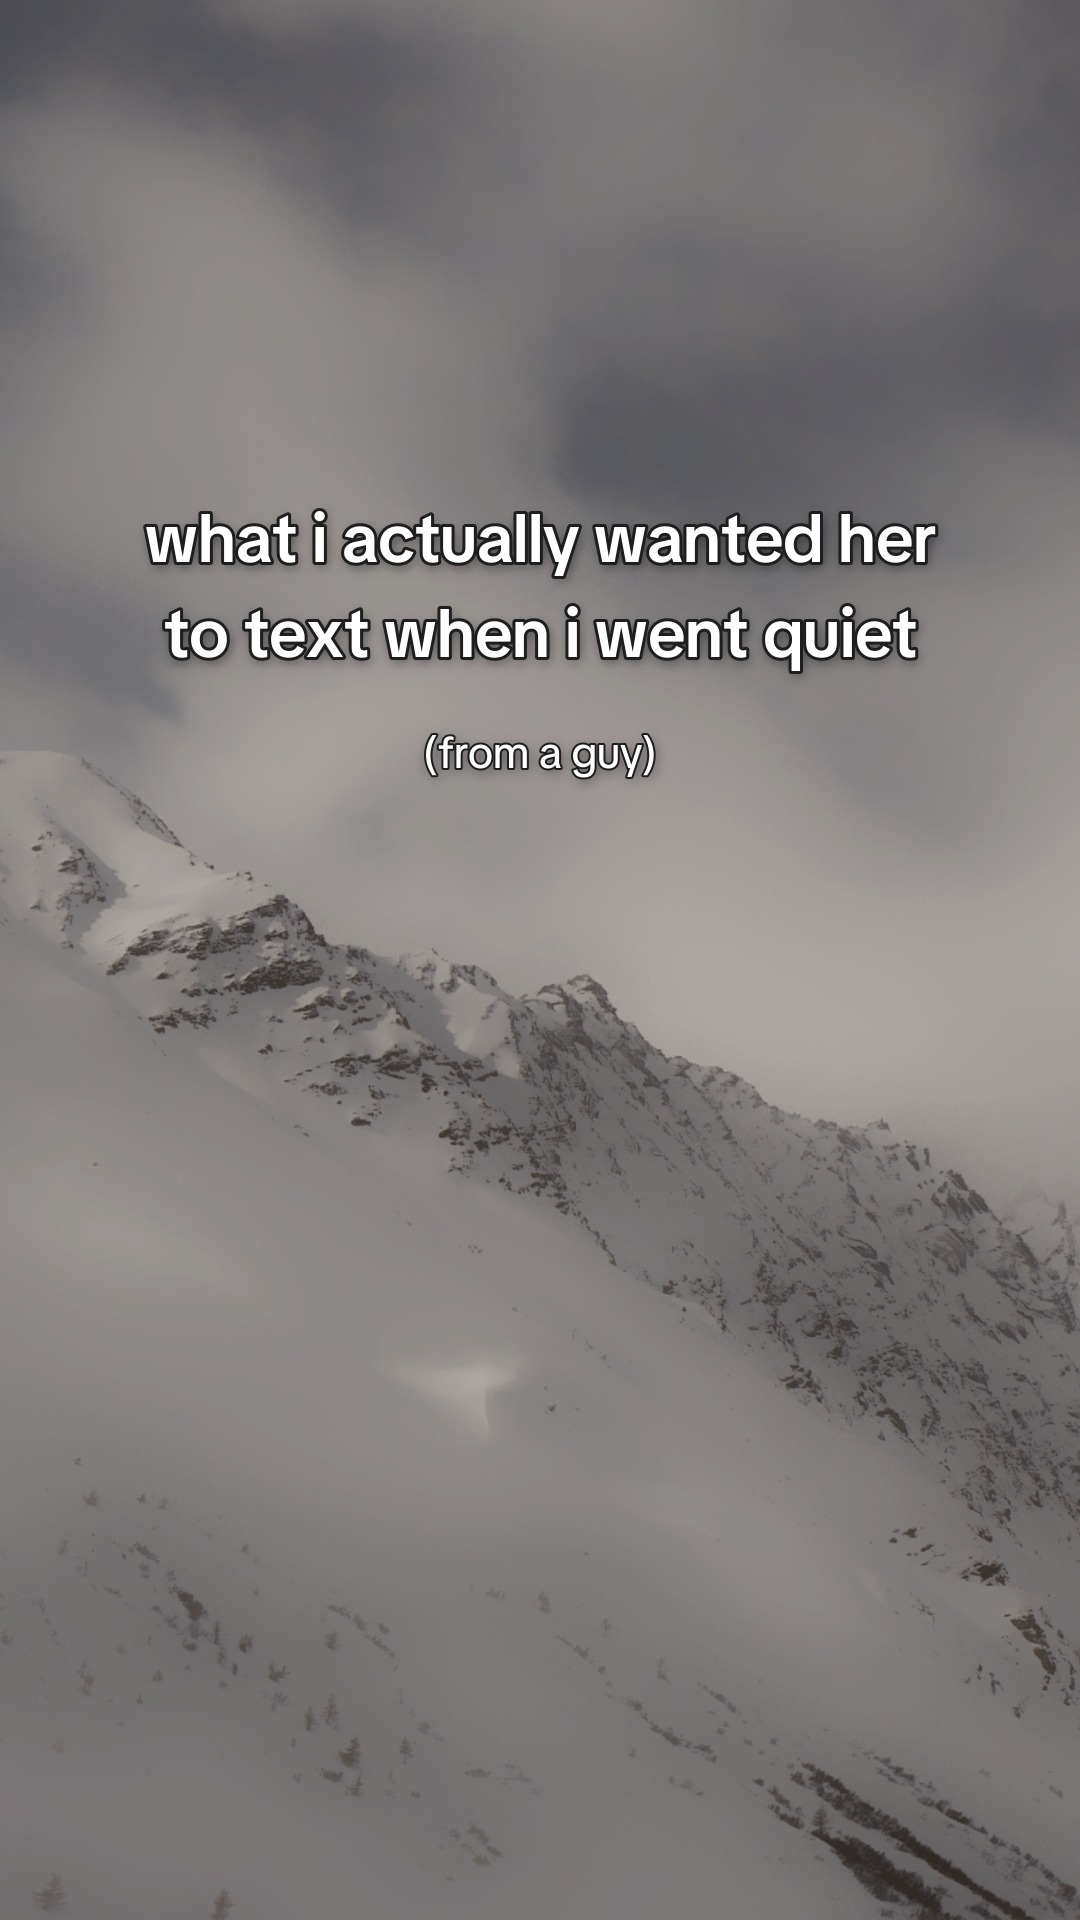 what i actually wanted her
to text when i went quiet
(from a guy)